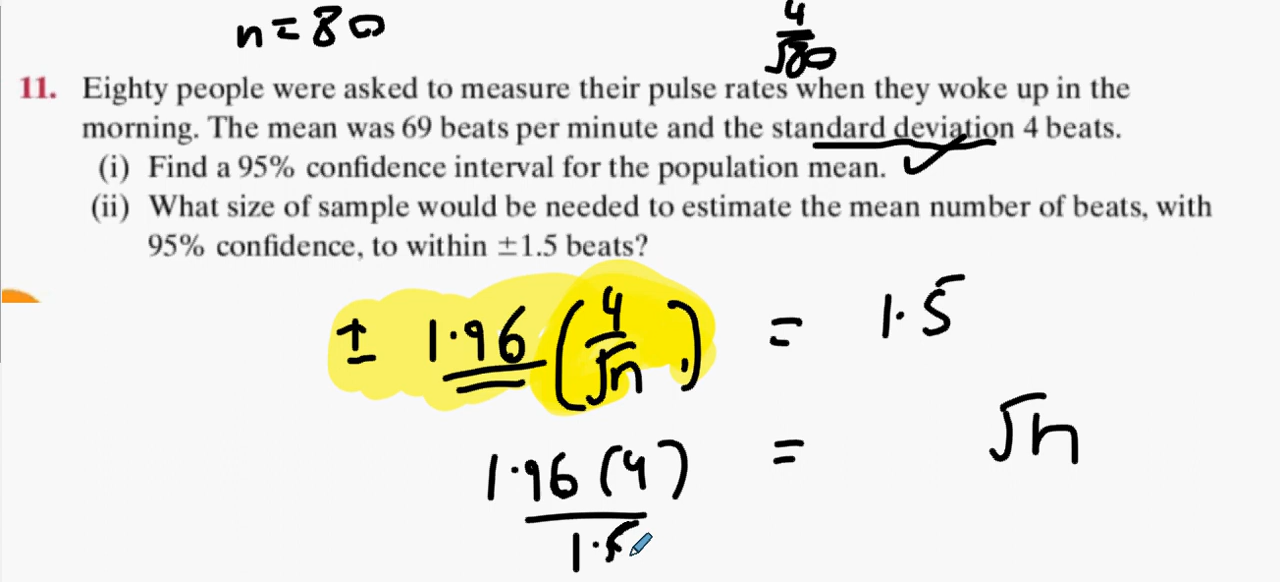 n = 80
4/√80
11. Eighty people were asked to measure their pulse rates when they woke up in the
morning. The mean was 69 beats per minute and the standard deviation 4 beats.
(i) Find a 95% confidence interval for the population mean.
(ii) What size of sample would be needed to estimate the mean number of beats, with
95% confidence, to within ±1.5 beats?
± 1.96 (4/√n) = 1.5
1.96 (4)/1.5 = √n